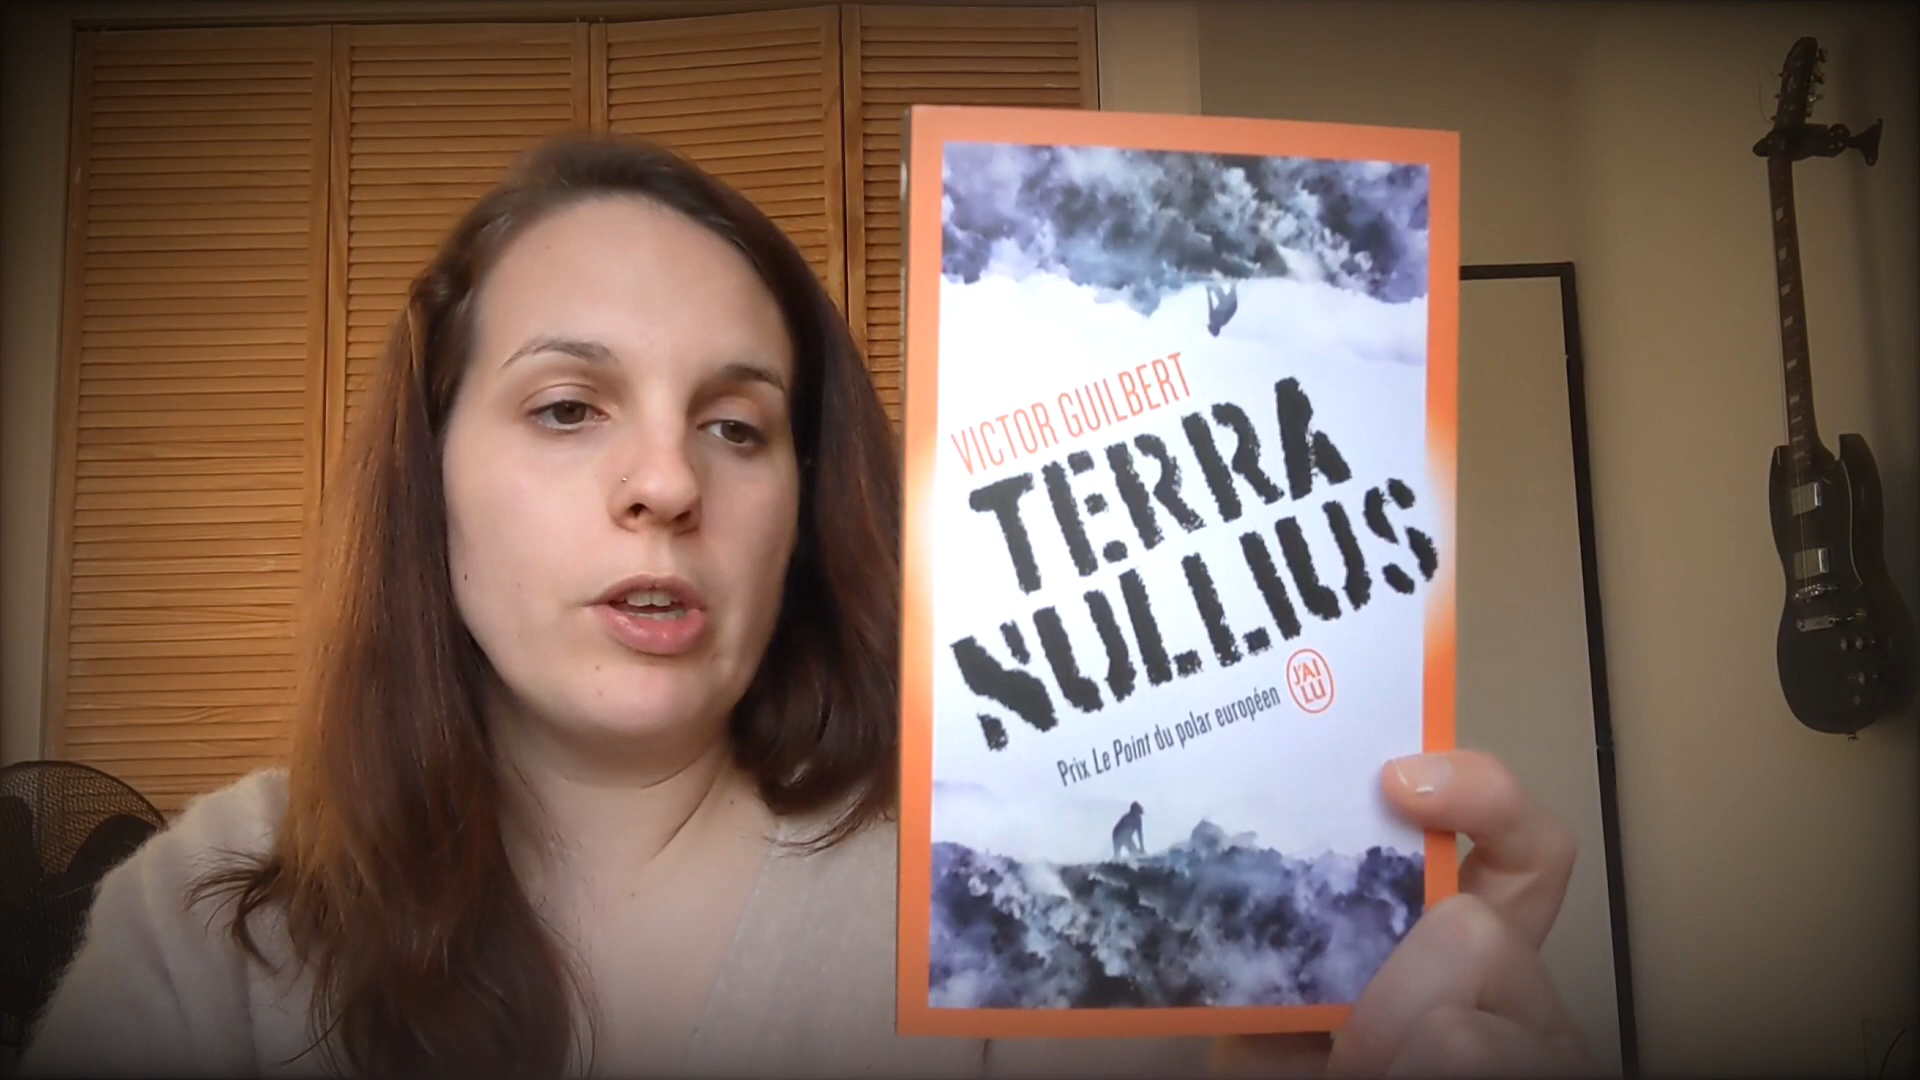 VICTOR GUILBERT
TERRA
NULLIUS
Prix Le Point du polar européen
J'AI
LU